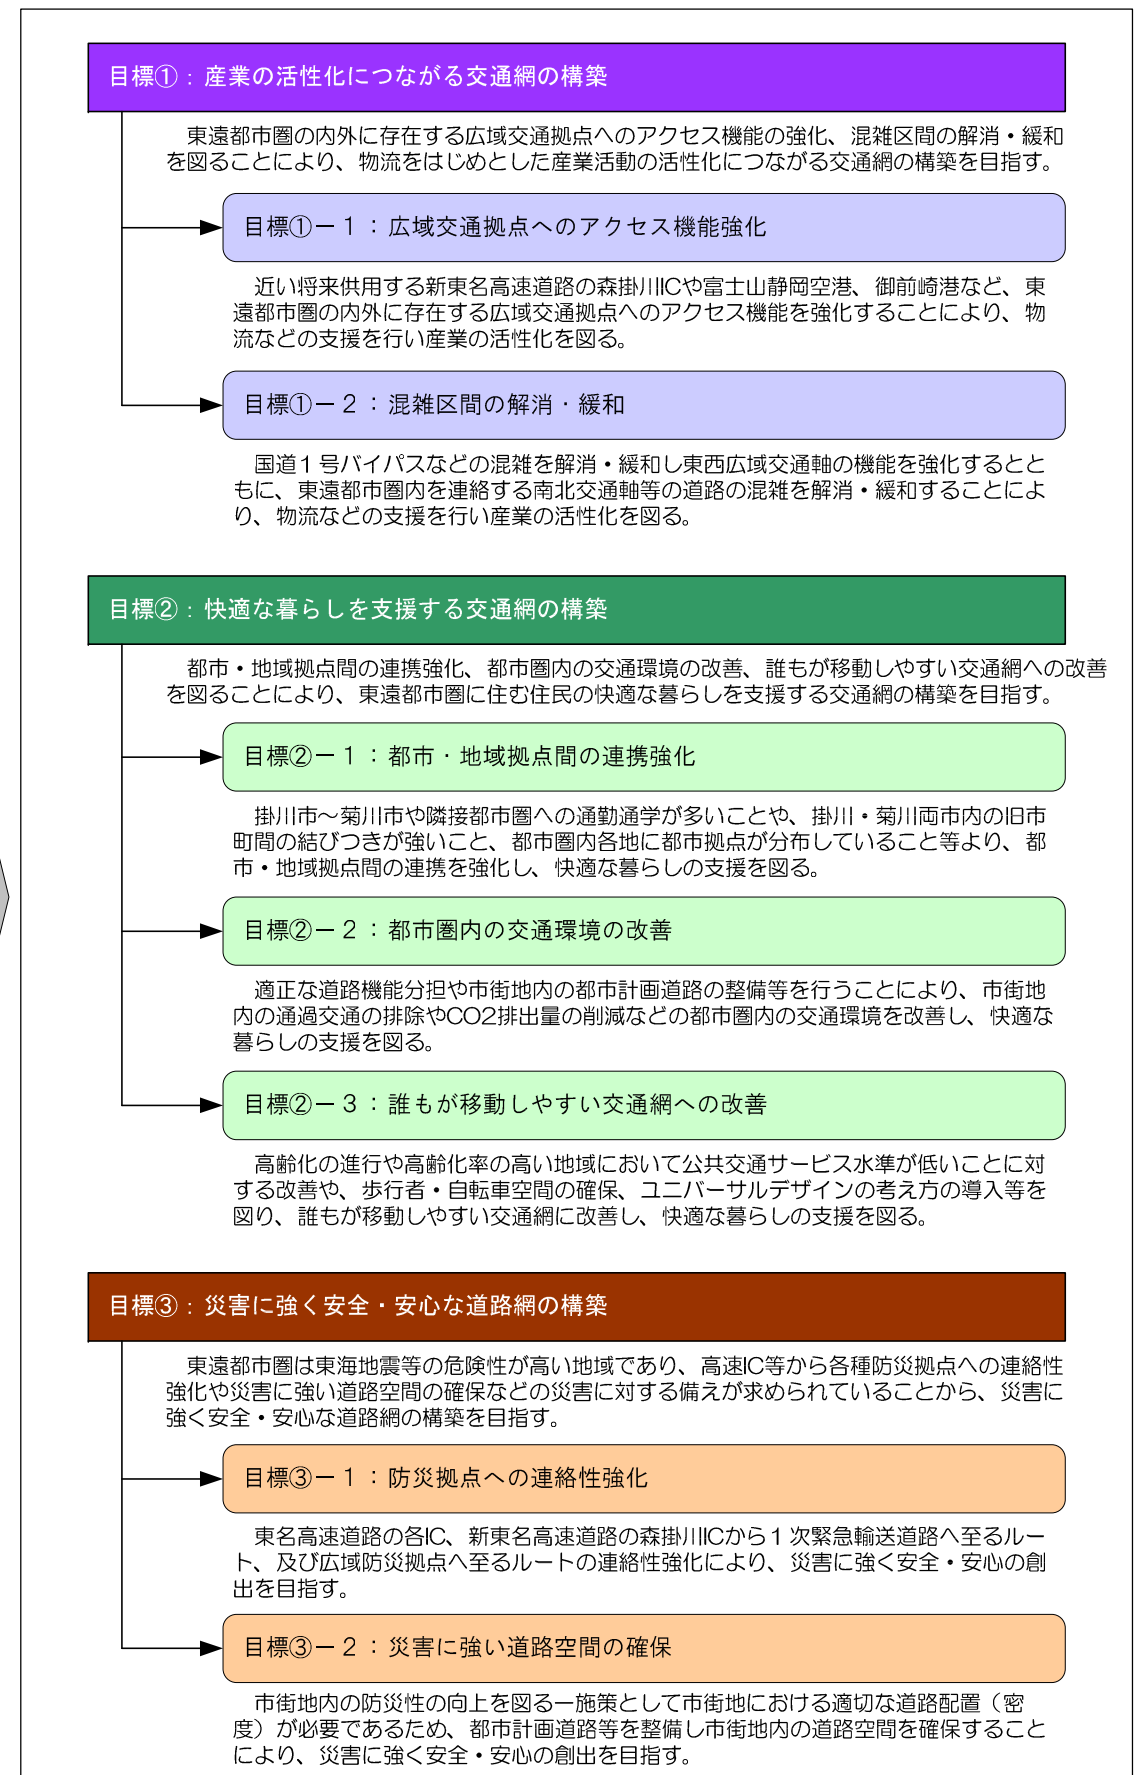 目標①：産業の活性化につながる交通網の構築
東遠都市圏の内外に存在する広域交通拠点へのアクセス機能の強化、混雑区間の解消・緩和
を図ることにより、物流をはじめとした産業活動の活性化につながる交通網の構築を目指す。
目標①－１：広域交通拠点へのアクセス機能強化
近い将来供用する新東名高速道路の森掛川ICや富士山静岡空港、御前崎港など、東
遠都市圏の内外に存在する広域交通拠点へのアクセス機能を強化することにより、物
流などの支援を行い産業の活性化を図る。
目標①－２：混雑区間の解消・緩和
国道１号バイパスなどの混雑を解消・緩和し東西広域交通軸の機能を強化するとと
もに、東遠都市圏内を連絡する南北交通軸等の道路の混雑を解消・緩和することによ
り、物流などの支援を行い産業の活性化を図る。
目標②：快適な暮らしを支援する交通網の構築
都市・地域拠点間の連携強化、都市圏内の交通環境の改善、誰もが移動しやすい交通網への改善
を図ることにより、東遠都市圏に住む住民の快適な暮らしを支援する交通網の構築を目指す。
目標②－１：都市・地域拠点間の連携強化
掛川市～菊川市や隣接都市圏への通勤通学が多いことや、掛川・菊川両市内の旧市
町間の結びつきが強いこと、都市圏内各地に都市拠点が分布していること等より、都
市・地域拠点間の連携を強化し、快適な暮らしの支援を図る。
目標②－２：都市圏内の交通環境の改善
適正な道路機能分担や市街地内の都市計画道路の整備等を行うことにより、市街地
内の通過交通の排除やCO2排出量の削減などの都市圏内の交通環境を改善し、快適な
暮らしの支援を図る。
目標②－３：誰もが移動しやすい交通網への改善
高齢化の進行や高齢化率の高い地域において公共交通サービス水準が低いことに対
する改善や、歩行者・自転車空間の確保、ユニバーサルデザインの考え方の導入等を
図り、誰もが移動しやすい交通網に改善し、快適な暮らしの支援を図る。
目標③：災害に強く安全・安心な道路網の構築
東遠都市圏は東海地震等の危険性が高い地域であり、高速IC等から各種防災拠点への連絡性
強化や災害に強い道路空間の確保などの災害に対する備えが求められていることから、災害に
強く安全・安心な道路網の構築を目指す。
目標③－１：防災拠点への連絡性強化
東名高速道路の各IC、新東名高速道路の森掛川ICから１次緊急輸送道路へ至るルー
ト、及び広域防災拠点へ至るルートの連絡性強化により、災害に強く安全・安心の創
出を目指す。
目標③－２：災害に強い道路空間の確保
市街地内の防災性の向上を図る一施策として市街地における適切な道路配置（密
度）が必要であるため、都市計画道路等を整備し市街地内の道路空間を確保すること
により、災害に強く安全・安心の創出を目指す。